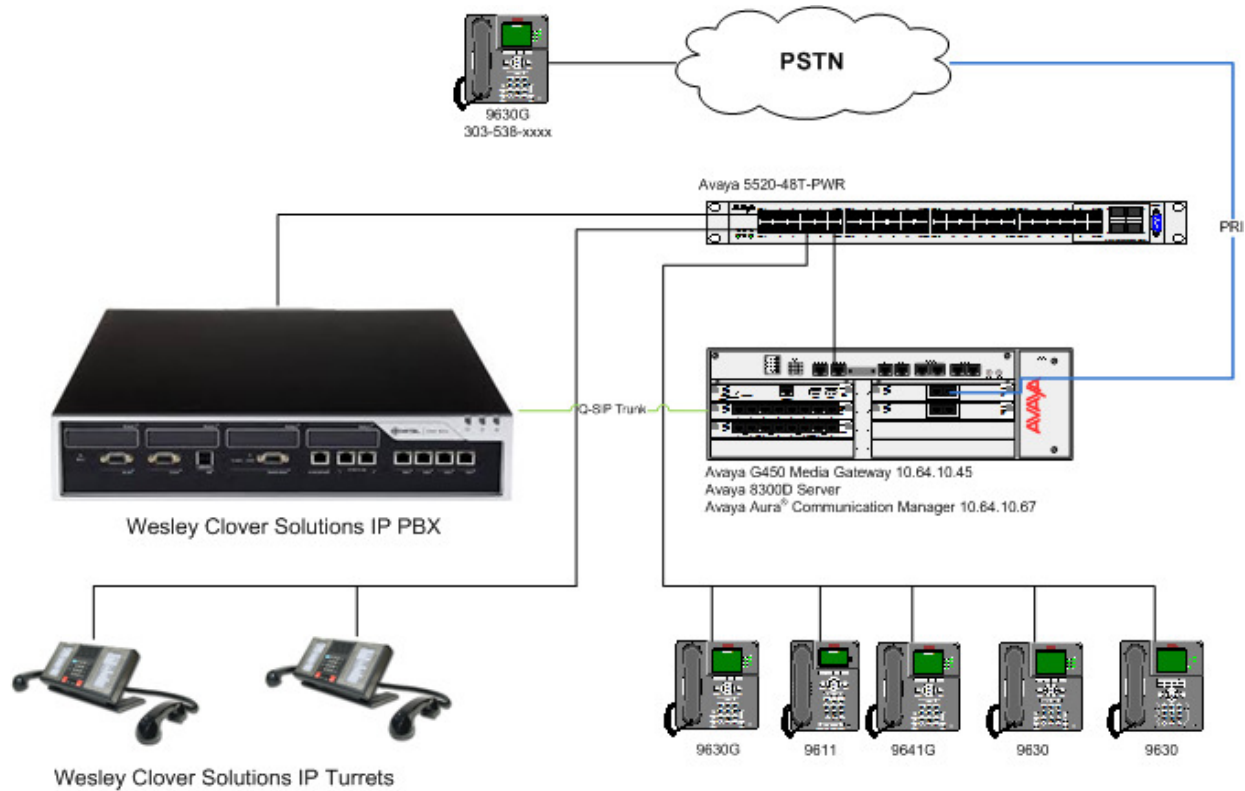 PSTN
9630G
303-538-xxxx
Avaya 5520-48T-PWR
PRI
Q-SIP Trunk
AVAYA
Avaya G450 Media Gateway 10.64.10.45
Avaya 8300D Server
Avaya Aura® Communication Manager 10.64.10.67
Wesley Clover Solutions IP PBX
9630G
9611
9641G
9630
9630
Wesley Clover Solutions IP Turrets